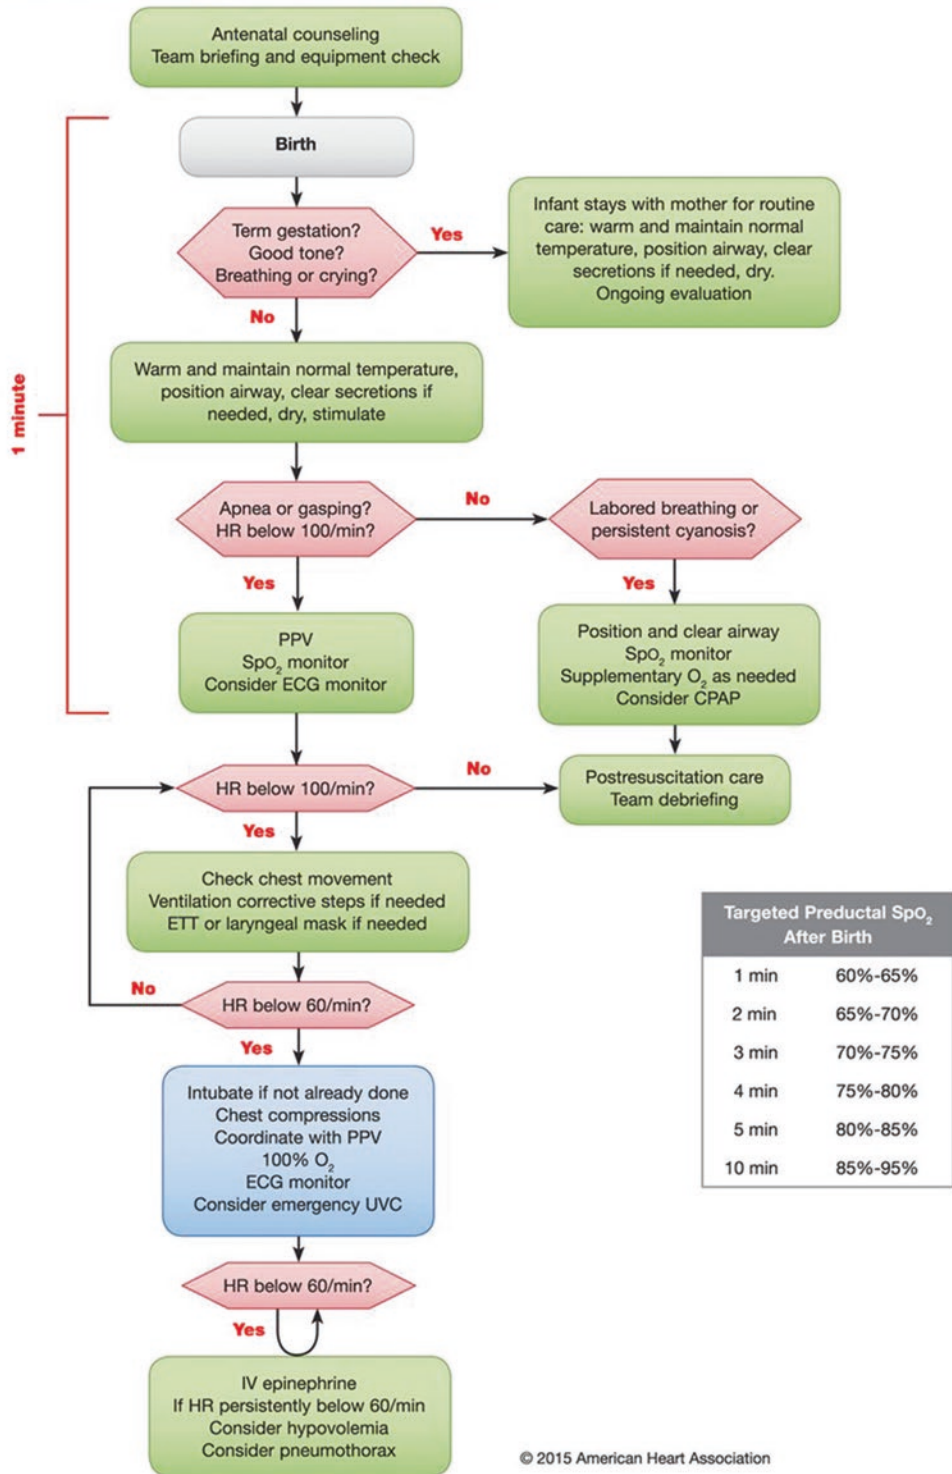 Antenatal counseling
Team briefing and equipment check
Birth
Term gestation?
Good tone?
Breathing or crying?
Yes
Infant stays with mother for routine
care: warm and maintain normal
temperature, position airway, clear
secretions if needed, dry.
Ongoing evaluation
No
1 minute
Warm and maintain normal temperature,
position airway, clear secretions if
needed, dry, stimulate
Apnea or gasping?
HR below 100/min?
No
Labored breathing or
persistent cyanosis?
Yes
Yes
PPV
SpO₂ monitor
Consider ECG monitor
Position and clear airway
SpO₂ monitor
Supplementary O₂ as needed
Consider CPAP
HR below 100/min?
No
Postresuscitation care
Team debriefing
Yes
Check chest movement
Ventilation corrective steps if needed
ETT or laryngeal mask if needed
No
HR below 60/min?
Yes
Intubate if not already done
Chest compressions
Coordinate with PPV
100% O₂
ECG monitor
Consider emergency UVC
HR below 60/min?
Yes
IV epinephrine
If HR persistently below 60/min
Consider hypovolemia
Consider pneumothorax
Targeted Preductal SpO₂
After Birth
1 min 60%-65%
2 min 65%-70%
3 min 70%-75%
4 min 75%-80%
5 min 80%-85%
10 min 85%-95%
© 2015 American Heart Association